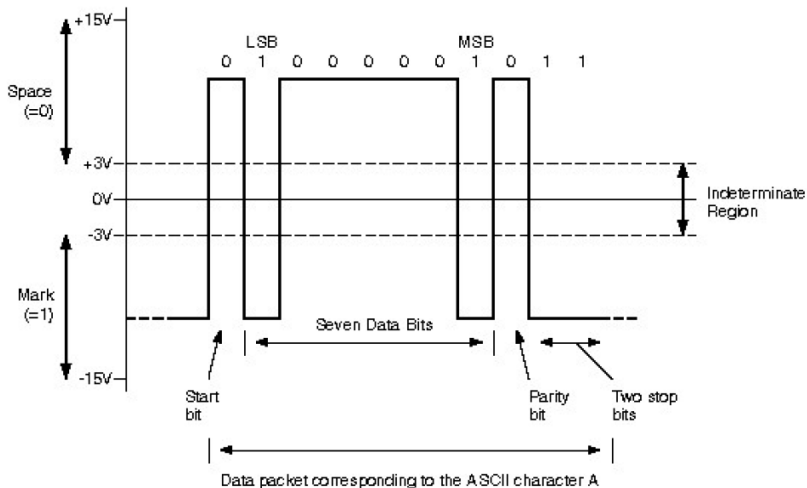 +15V
LSB MSB
0 1 0 0 0 0 0 1 0 1 1
Space
(=0)
+3V
0V
Indeterminate
Region
-3V
Mark
(=1)
Seven Data Bits
-15V
Start
bit
Parity
bit
Two stop
bits
Data packet corresponding to the ASCII character A